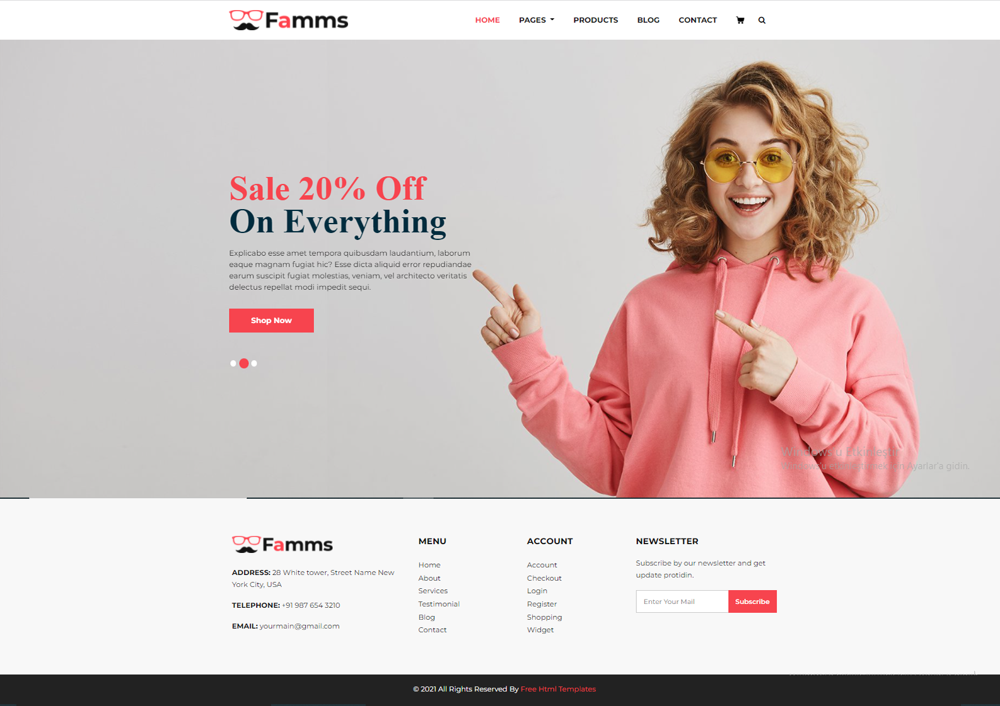 Famms
HOME PAGES PRODUCTS BLOG CONTACT
Sale 20% Off
On Everything
Explicabo esse amet tempora quibusdam laudantium, laborum
eaque magnam fugiat hic? Esse dicta aliquid error repudiandae
earum suscipit fugiat molestias, veniam, vel architecto veritatis
delectus repellat modi impedit sequi.
Shop Now
Windows'u Etkinleştir
Windows'u etkinleştirmek için Ayarlar'a gidin.
Famms
ADDRESS: 28 White tower, Street Name New
York City, USA
TELEPHONE: +91 987 654 3210
EMAIL: yourmain@gmail.com
MENU
Home
About
Services
Testimonial
Blog
Contact
ACCOUNT
Account
Checkout
Login
Register
Shopping
Widget
NEWSLETTER
Subscribe by our newsletter and get
update protidin.
Enter Your Mail
Subscribe
© 2021 All Rights Reserved By Free Html Templates